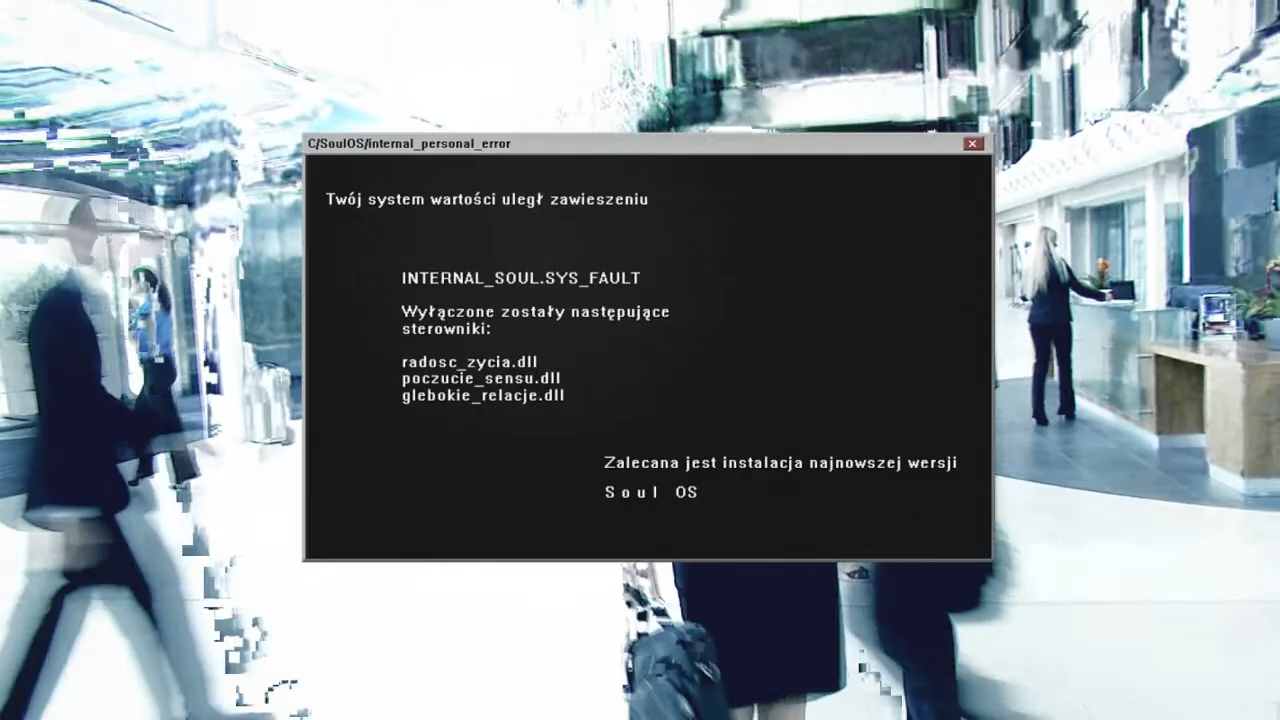 C/SoulOS/internal_personal_error
Twój system wartości uległ zawieszeniu
INTERNAL_SOUL.SYS_FAULT
Wyłączone zostały następujące
sterowniki:
radosc_zycia.dll
poczucie_sensu.dll
glebokie_relacje.dll
Zalecana jest instalacja najnowszej wersji
Soul OS